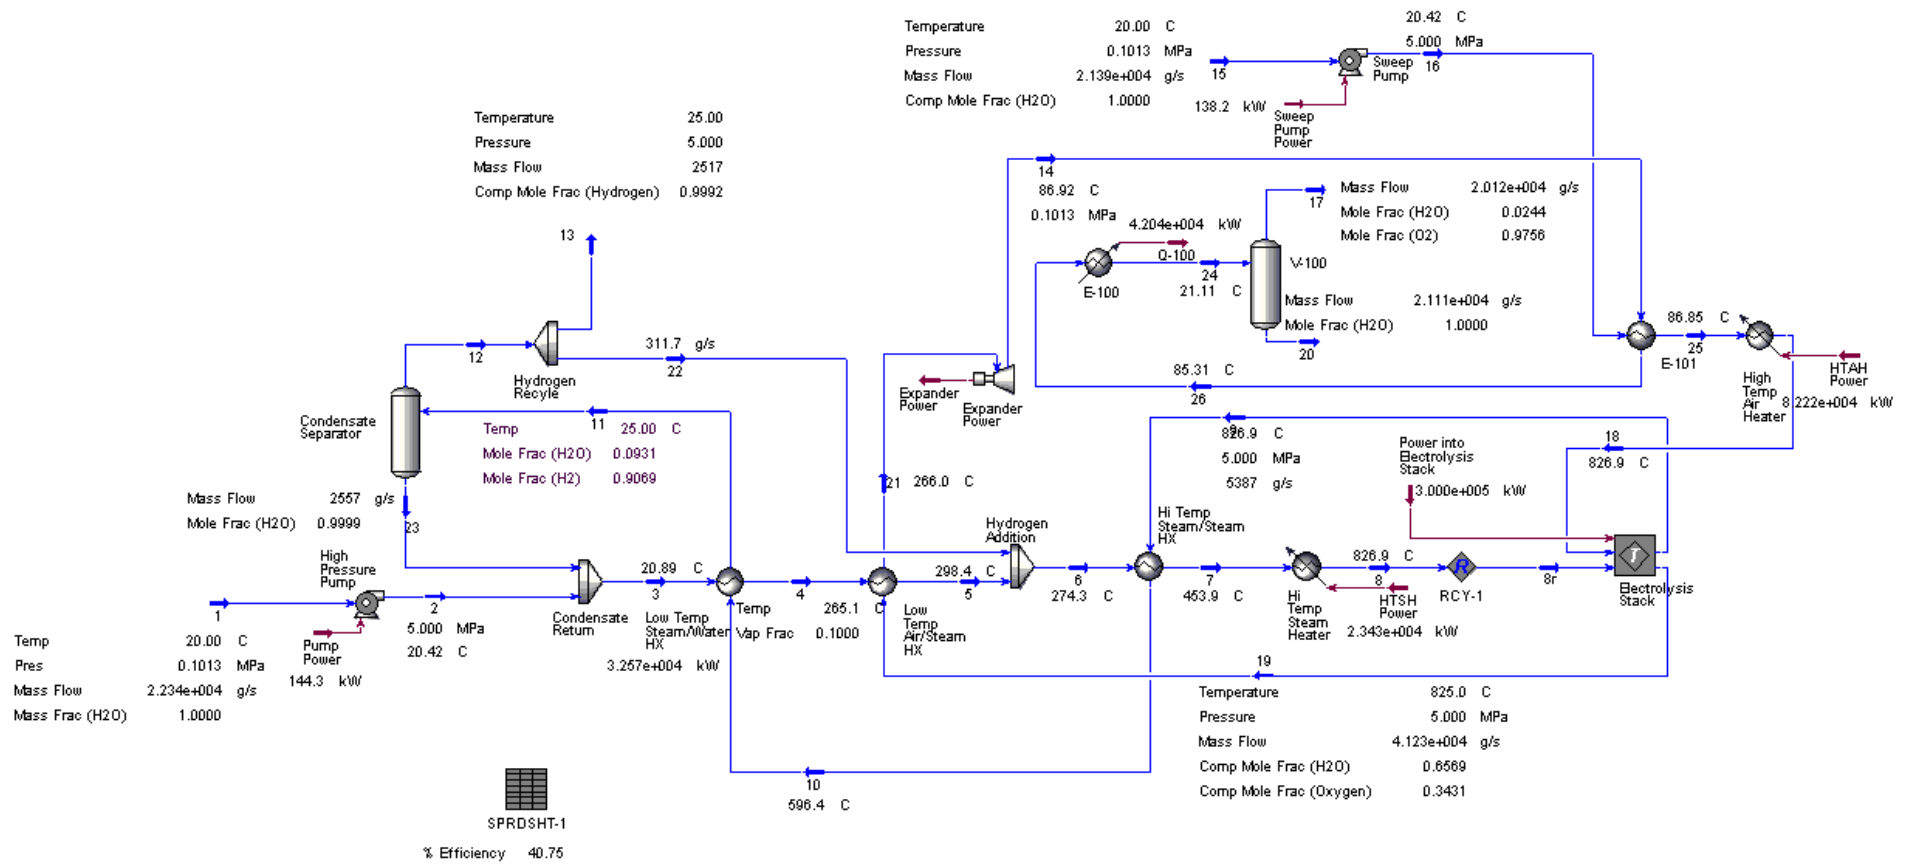 Temperature 20.00 C
Pressure 0.1013 MPa
Mass Flow 2.139e+004 g/s
Comp Mole Frac (H2O) 1.0000
15
138.2 kW
Sweep Pump Power
Sweep Pump
20.42 C
5.000 MPa
16
Temperature 25.00
Pressure 5.000
Mass Flow 2517
Comp Mole Frac (Hydrogen) 0.9992
13
14
86.92 C
0.1013 MPa
4.204e+004 kW
Q-100
E-100
24
21.11 C
V-100
17
Mass Flow 2.012e+004 g/s
Mole Frac (H2O) 0.0244
Mole Frac (O2) 0.9756
Mass Flow 2.111e+004 g/s
Mole Frac (H2O) 1.0000
20
86.85 C
25
E-101
High Temp Air Heater
HTAH Power
8.222e+004 kW
12
Hydrogen Recyle
311.7 g/s
22
Expander Power
Expander Power
85.31 C
26
Condensate Separator
11
Temp 25.00 C
Mole Frac (H2O) 0.0931
Mole Frac (H2) 0.9069
9
826.9 C
5.000 MPa
5387 g/s
Power into Electrolysis Stack
3.000e+005 kW
18
826.9 C
Mass Flow 2557 g/s
Mole Frac (H2O) 0.9999
23
21
266.0 C
Hydrogen Addition
Hi Temp Steam/Steam HX
High Pressure Pump
1
2
5.000 MPa
20.42 C
Pump Power
144.3 kW
Temp 20.00 C
Pres 0.1013 MPa
Mass Flow 2.234e+004 g/s
Mass Frac (H2O) 1.0000
Condensate Return
20.89 C
3
Low Temp Steam/Water HX
3.257e+004 kW
4
Temp 265.1 C
Vap Frac 0.1000
Low Temp Air/Steam HX
298.4 C
5
6
274.3 C
7
453.9 C
Hi Temp Steam Heater
826.9 C
8
HTSH Power
2.343e+004 kW
RCY-1
8r
Electrolysis Stack
19
Temperature 825.0 C
Pressure 5.000 MPa
Mass Flow 4.123e+004 g/s
Comp Mole Frac (H2O) 0.6569
Comp Mole Frac (Oxygen) 0.3431
10
596.4 C
SPRDSHT-1
% Efficiency 40.75